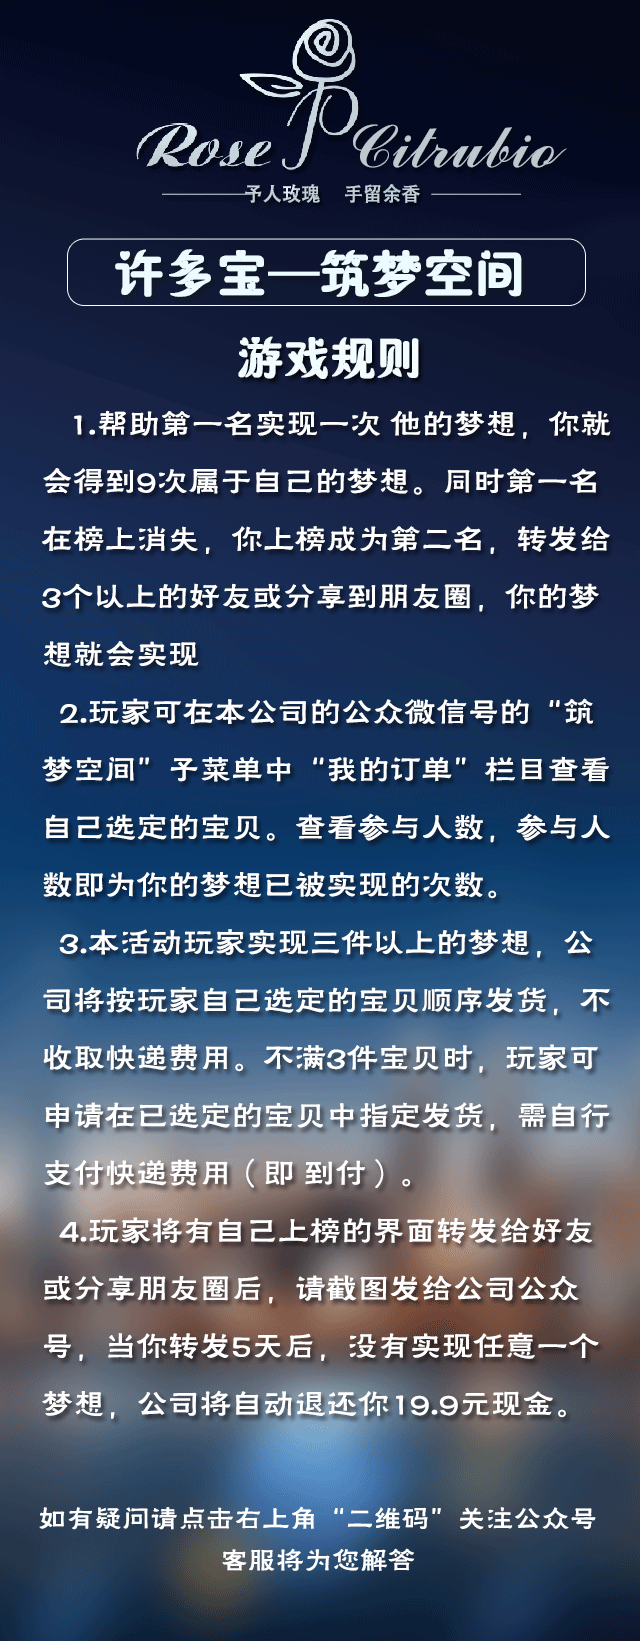 Rose Citrubio
予人玫瑰 手留余香
许多宝—筑梦空间
游戏规则
1.帮助第一名实现一次 他的梦想，你就
会得到9次属于自己的梦想。同时第一名
在榜上消失，你上榜成为第二名，转发给
3个以上的好友或分享到朋友圈，你的梦
想就会实现
2.玩家可在本公司的公众微信号的“筑
梦空间”子菜单中“我的订单”栏目查看
自己选定的宝贝。查看参与人数，参与人
数即为你的梦想已被实现的次数。
3.本活动玩家实现三件以上的梦想，公
司将按玩家自己选定的宝贝顺序发货，不
收取快递费用。不满3件宝贝时，玩家可
申请在已选定的宝贝中指定发货，需自行
支付快递费用（即 到付）。
4.玩家将有自己上榜的界面转发给好友
或分享朋友圈后，请截图发给公司公众
号，当你转发5天后，没有实现任意一个
梦想，公司将自动退还你19.9元现金。
如有疑问请点击右上角“二维码”关注公众号
客服将为您解答